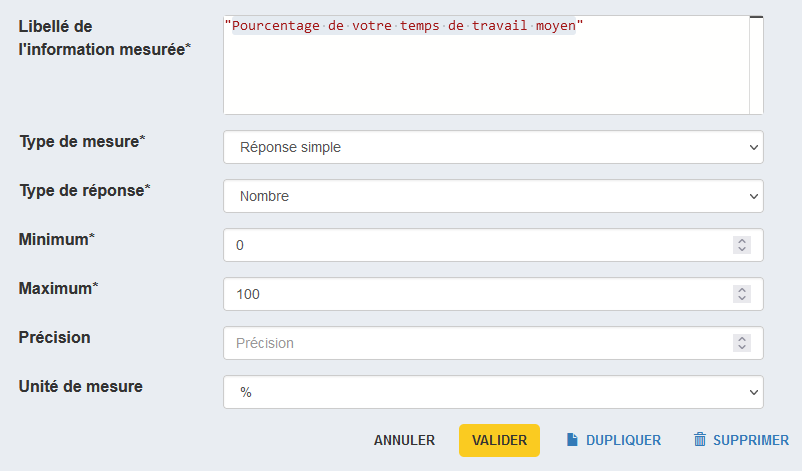 Libellé de
l'information mesurée*
"Pourcentage de votre temps de travail moyen"
Type de mesure*
Réponse simple
Type de réponse*
Nombre
Minimum*
0
Maximum*
100
Précision
Précision
Unité de mesure
%
ANNULER VALIDER DUPLIQUER SUPPRIMER